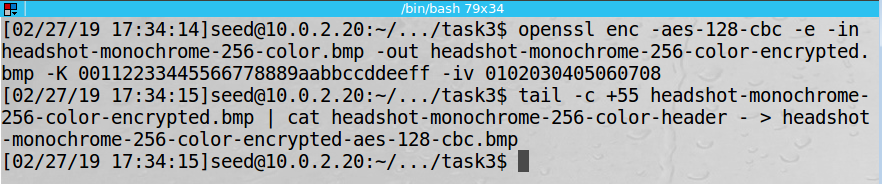 /bin/bash 79x34
[02/27/19 17:34:14]seed@10.0.2.20:~/.../task3$ openssl enc -aes-128-cbc -e -in
headshot-monochrome-256-color.bmp -out headshot-monochrome-256-color-encrypted.
bmp -K 00112233445566778889aabbccddeeff -iv 0102030405060708
[02/27/19 17:34:15]seed@10.0.2.20:~/.../task3$ tail -c +55 headshot-monochrome-
256-color-encrypted.bmp | cat headshot-monochrome-256-color-header - > headshot
-monochrome-256-color-encrypted-aes-128-cbc.bmp
[02/27/19 17:34:15]seed@10.0.2.20:~/.../task3$